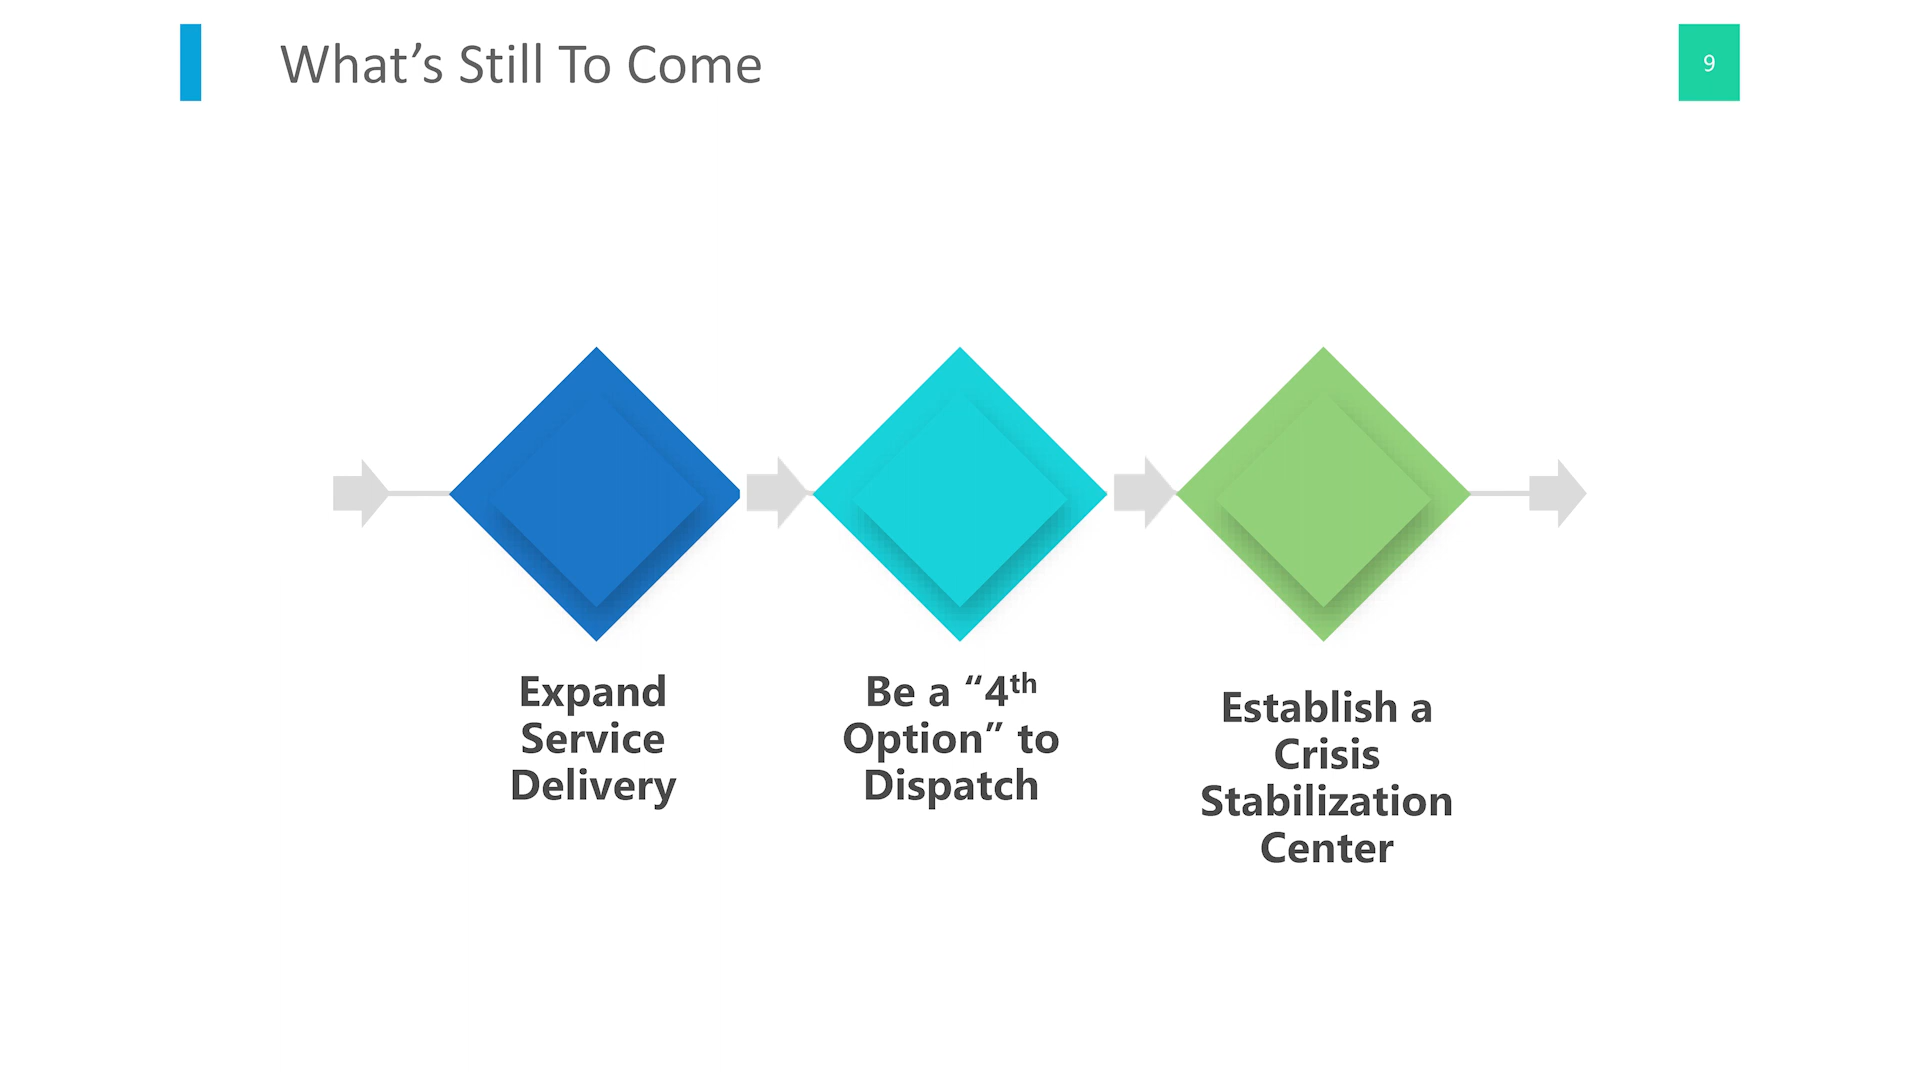 What’s Still To Come
9
Expand
Service
Delivery
Be a “4th
Option” to
Dispatch
Establish a
Crisis
Stabilization
Center